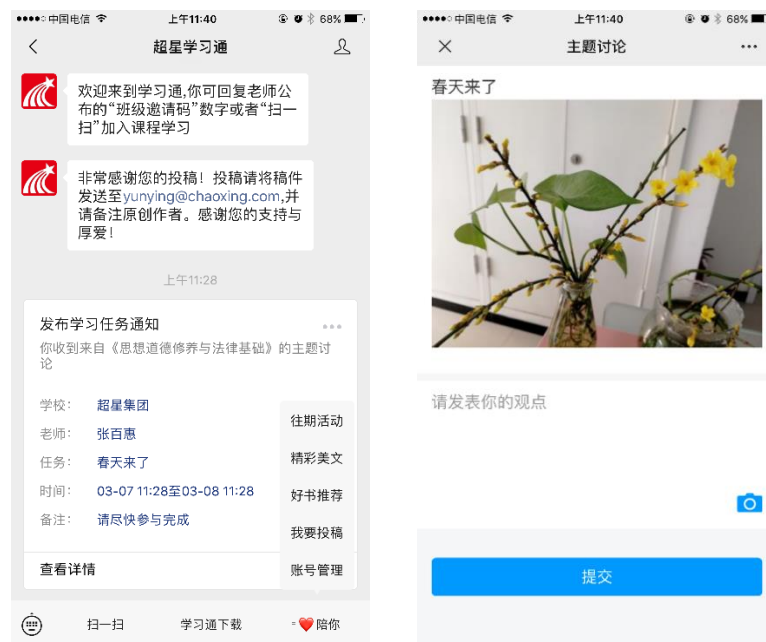 中国电信
上午11:40
68%
超星学习通
欢迎来到学习通,你可回复老师公
布的“班级邀请码”数字或者“扫一
扫”加入课程学习
非常感谢您的投稿！投稿请将稿件
发送至yunying@chaoxing.com,并
请备注原创作者。感谢您的支持与
厚爱！
上午11:28
发布学习任务通知
你收到来自《思想道德修养与法律基础》的主题讨
论
学校： 超星集团
老师： 张百惠
任务： 春天来了
时间： 03-07 11:28至03-08 11:28
备注： 请尽快参与完成
查看详情
往期活动
精彩美文
好书推荐
我要投稿
账号管理
扫一扫
学习通下载
❤️陪你
中国电信
上午11:40
68%
主题讨论
春天来了
请发表你的观点
提交